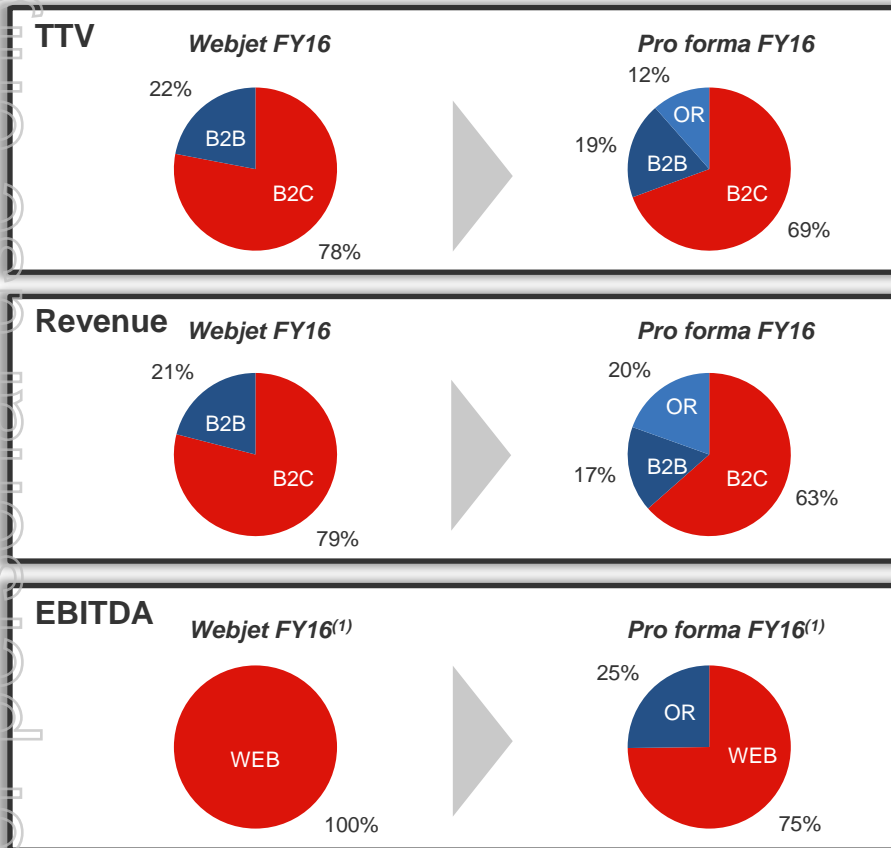 TTV
Webjet FY16
Pro forma FY16
22%
B2B
B2C
78%
12%
OR
19%
B2B
B2C
69%
Revenue
Webjet FY16
Pro forma FY16
21%
B2B
B2C
79%
20%
OR
17%
B2B
B2C
63%
EBITDA
Webjet FY16(1)
Pro forma FY16(1)
WEB
100%
25%
OR
WEB
75%